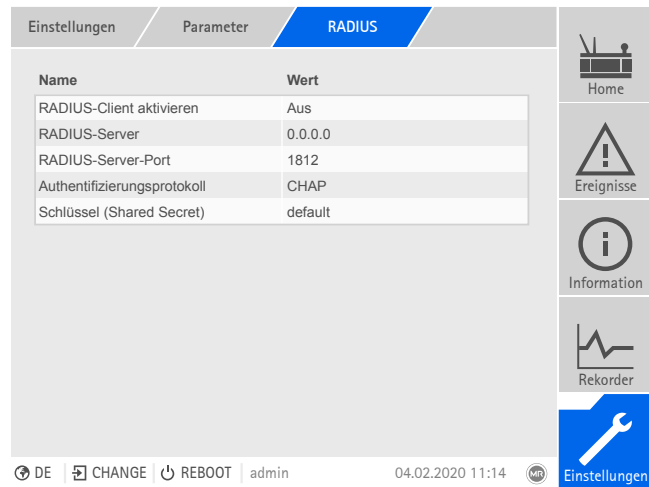 Einstellungen Parameter RADIUS
Name Wert
RADIUS-Client aktivieren Aus
RADIUS-Server 0.0.0.0
RADIUS-Server-Port 1812
Authentifizierungsprotokoll CHAP
Schlüssel (Shared Secret) default
Home
Ereignisse
Information
Rekorder
Einstellungen
DE CHANGE REBOOT admin 04.02.2020 11:14 MR